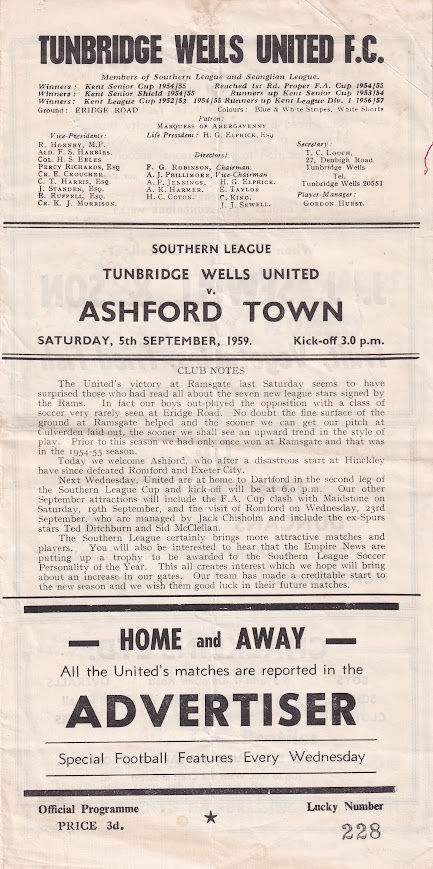 TUNBRIDGE WELLS UNITED F.C.
Members of Southern League and Seanglian League.
Winners: Kent Senior Cup 1954/55 Reached 1st Rd. Proper F.A. Cup 1954/55
Winners: Kent Senior Shield 1954/55 Runners up Kent Senior Cup 1953/54
Winners: Kent League Cup 1952/53. 1954/55 Runners up Kent League Div. 1 1956/57
Ground: ERIDGE ROAD Colours: Blue & White Stripes, White Shorts
Patron:
MARQUESS OF ABERGAVENNY
Vice-Presidents: Life President: H. G. ELPHICK, ESQ
R. HORNBY, M.P.
ALD. F. S. HARRIES.
COL. H. S. EELES
PERCY RICHARDS, ESQ
CR. E. CROUCHER.
C. T. HARRIS, ESQ.
J. STANDEN, ESQ.
E. RUPPELL, ESQ.
CR. K. J. MORRISON.
Directors:
P. G. ROBINSON, Chairman.
A. J. PHILLIMORE, Vice-Chairman
A. P. JENNINGS. H. G. ELPHICK.
A. K. HARMER. E. TAYLOR
H. C. COTON. C. KING.
J. J. SEWELL.
Secretary:
T. C. LOUCH,
27, Denbigh Road
Tunbridge Wells
Tel.
Tunbridge Wells 20551
Player-Manager:
GORDON HURST.
SOUTHERN LEAGUE
TUNBRIDGE WELLS UNITED
v.
ASHFORD TOWN
SATURDAY, 5th SEPTEMBER, 1959. Kick-off 3.0 p.m.
CLUB NOTES
The United's victory at Ramsgate last Saturday seems to have
surprised those who had read all about the seven new league stars signed by
the Rams. In fact our boys out-played the opposition with a class of
soccer very rarely seen at Eridge Road. No doubt the fine surface of the
ground at Ramsgate helped and the sooner we can get our pitch at
Culverden laid out, the sooner we shall see an upward trend in the style of
play. Prior to this season we had only once won at Ramsgate and that was
in the 1954-55 season.
Today we welcome Ashford, who after a disastrous start at Hinckley
have since defeated Romford and Exeter City.
Next Wednesday, United are at home to Dartford in the second leg of
the Southern League Cup and kick-off will be at 6.0 p.m. Our other
September attractions will include the F.A. Cup clash with Maidstone on
Saturday, 19th September, and the visit of Romford on Wednesday, 23rd
September, who are managed by Jack Chisholm and include the ex-Spurs
stars Ted Ditchburn and Sid McClellan.
The Southern League certainly brings more attractive matches and
players. You will also be interested to hear that the Empire News are
putting up a trophy to be awarded to the Southern League Soccer
Personality of the Year. This all creates interest which we hope will bring
about an increase in our gates. Our team has made a creditable start to
the new season and we wish them good luck in their future matches.
— HOME and AWAY —
All the United's matches are reported in the
ADVERTISER
Special Football Features Every Wednesday
Official Programme Lucky Number
PRICE 3d. 228